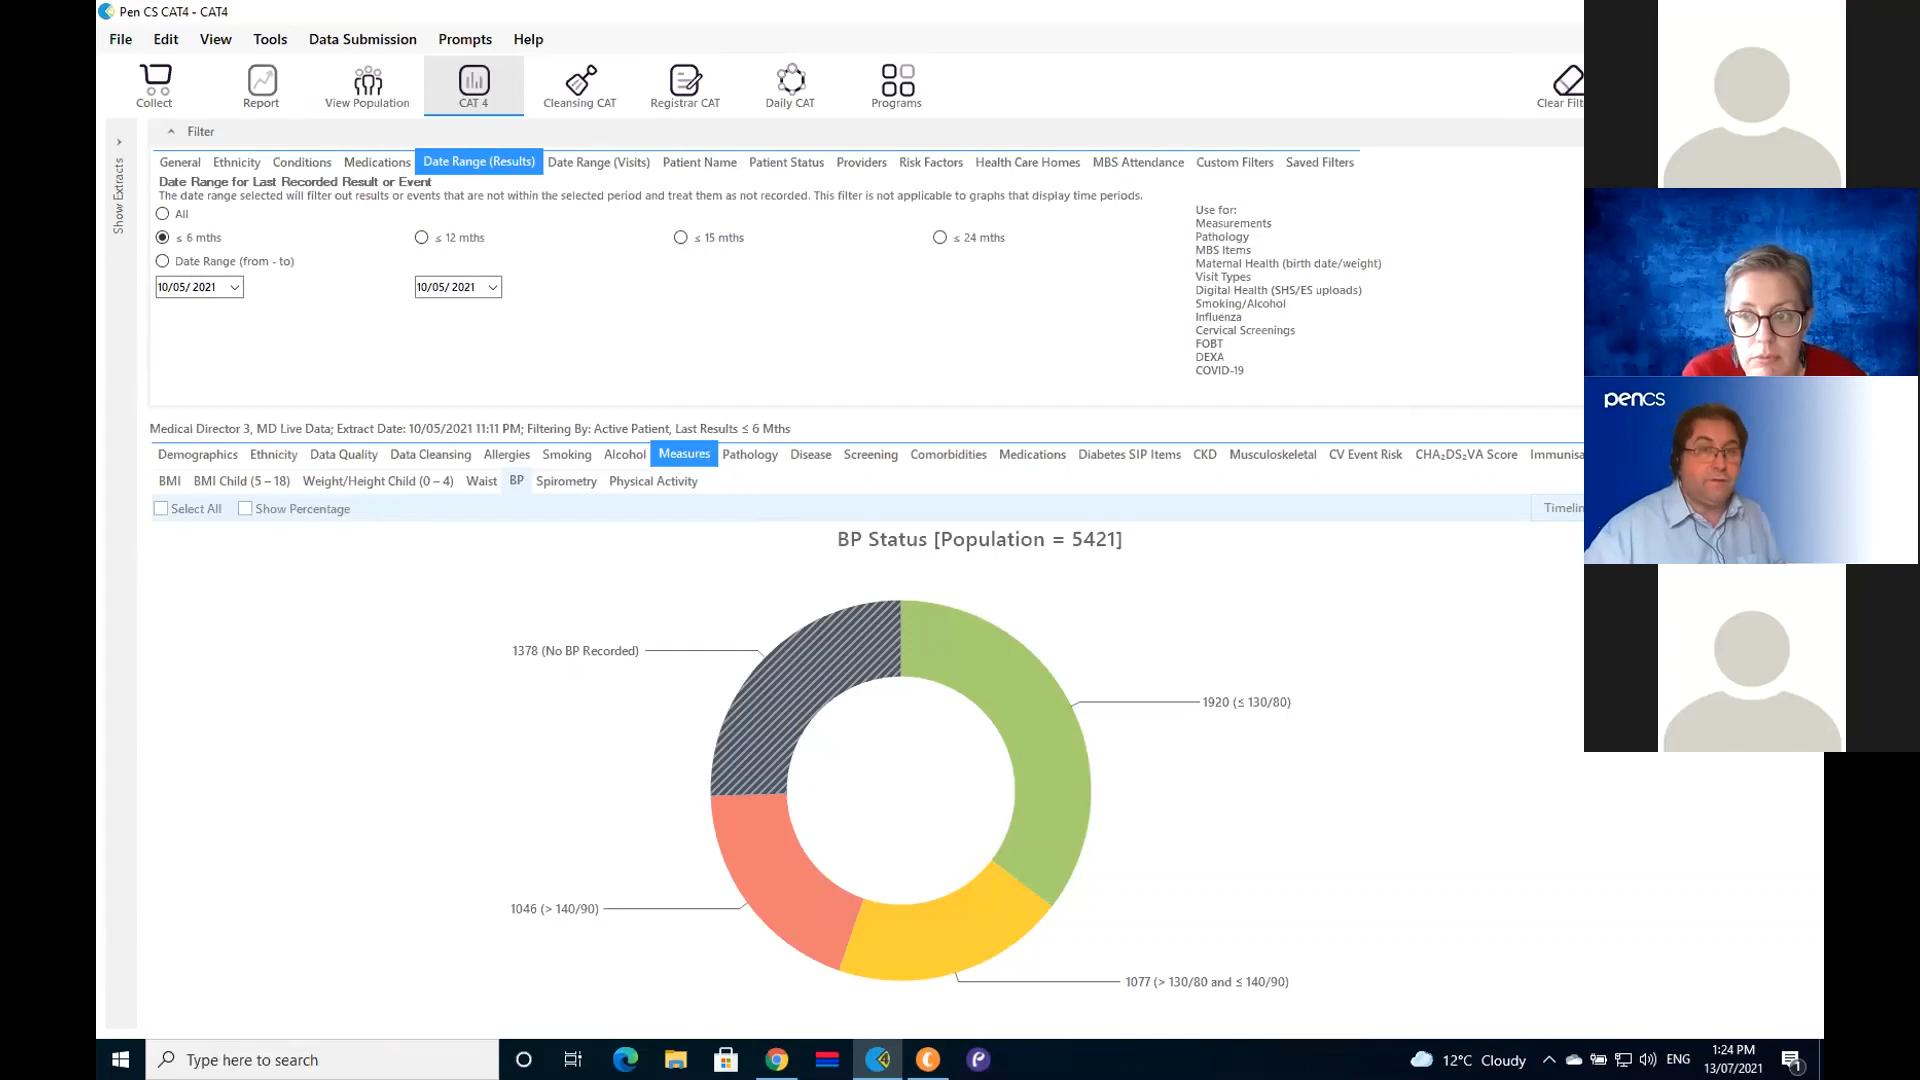 Pen CS CAT4 - CAT4
File Edit View Tools Data Submission Prompts Help
Collect Report View Population CAT 4 Cleansing CAT Registrar CAT Daily CAT Programs Clear Filt
Filter
General Ethnicity Conditions Medications Date Range (Results) Date Range (Visits) Patient Name Patient Status Providers Risk Factors Health Care Homes MBS Attendance Custom Filters Saved Filters
Date Range for Last Recorded Result or Event
The date range selected will filter out results or events that are not within the selected period and treat them as not recorded. This filter is not applicable to graphs that display time periods.
All
≤ 6 mths ≤ 12 mths ≤ 15 mths ≤ 24 mths
Date Range (from - to)
10/05/ 2021 10/05/ 2021
Use for:
Measurements
Pathology
MBS Items
Maternal Health (birth date/weight)
Visit Types
Digital Health (SHS/ES uploads)
Smoking/Alcohol
Influenza
Cervical Screenings
FOBT
DEXA
COVID-19
Show Extracts
Medical Director 3, MD Live Data; Extract Date: 10/05/2021 11:11 PM; Filtering By: Active Patient, Last Results ≤ 6 Mths
Demographics Ethnicity Data Quality Data Cleansing Allergies Smoking Alcohol Measures Pathology Disease Screening Comorbidities Medications Diabetes SIP Items CKD Musculoskeletal CV Event Risk CHA₂DS₂VA Score Immunisa
BMI BMI Child (5 – 18) Weight/Height Child (0 – 4) Waist BP Spirometry Physical Activity
Select All Show Percentage Timelin
BP Status [Population = 5421]
1378 (No BP Recorded)
1920 (≤ 130/80)
1046 (> 140/90)
1077 (> 130/80 and ≤ 140/90)
penCS
Type here to search
4
12°C Cloudy
ENG
1:24 PM
13/07/2021
1